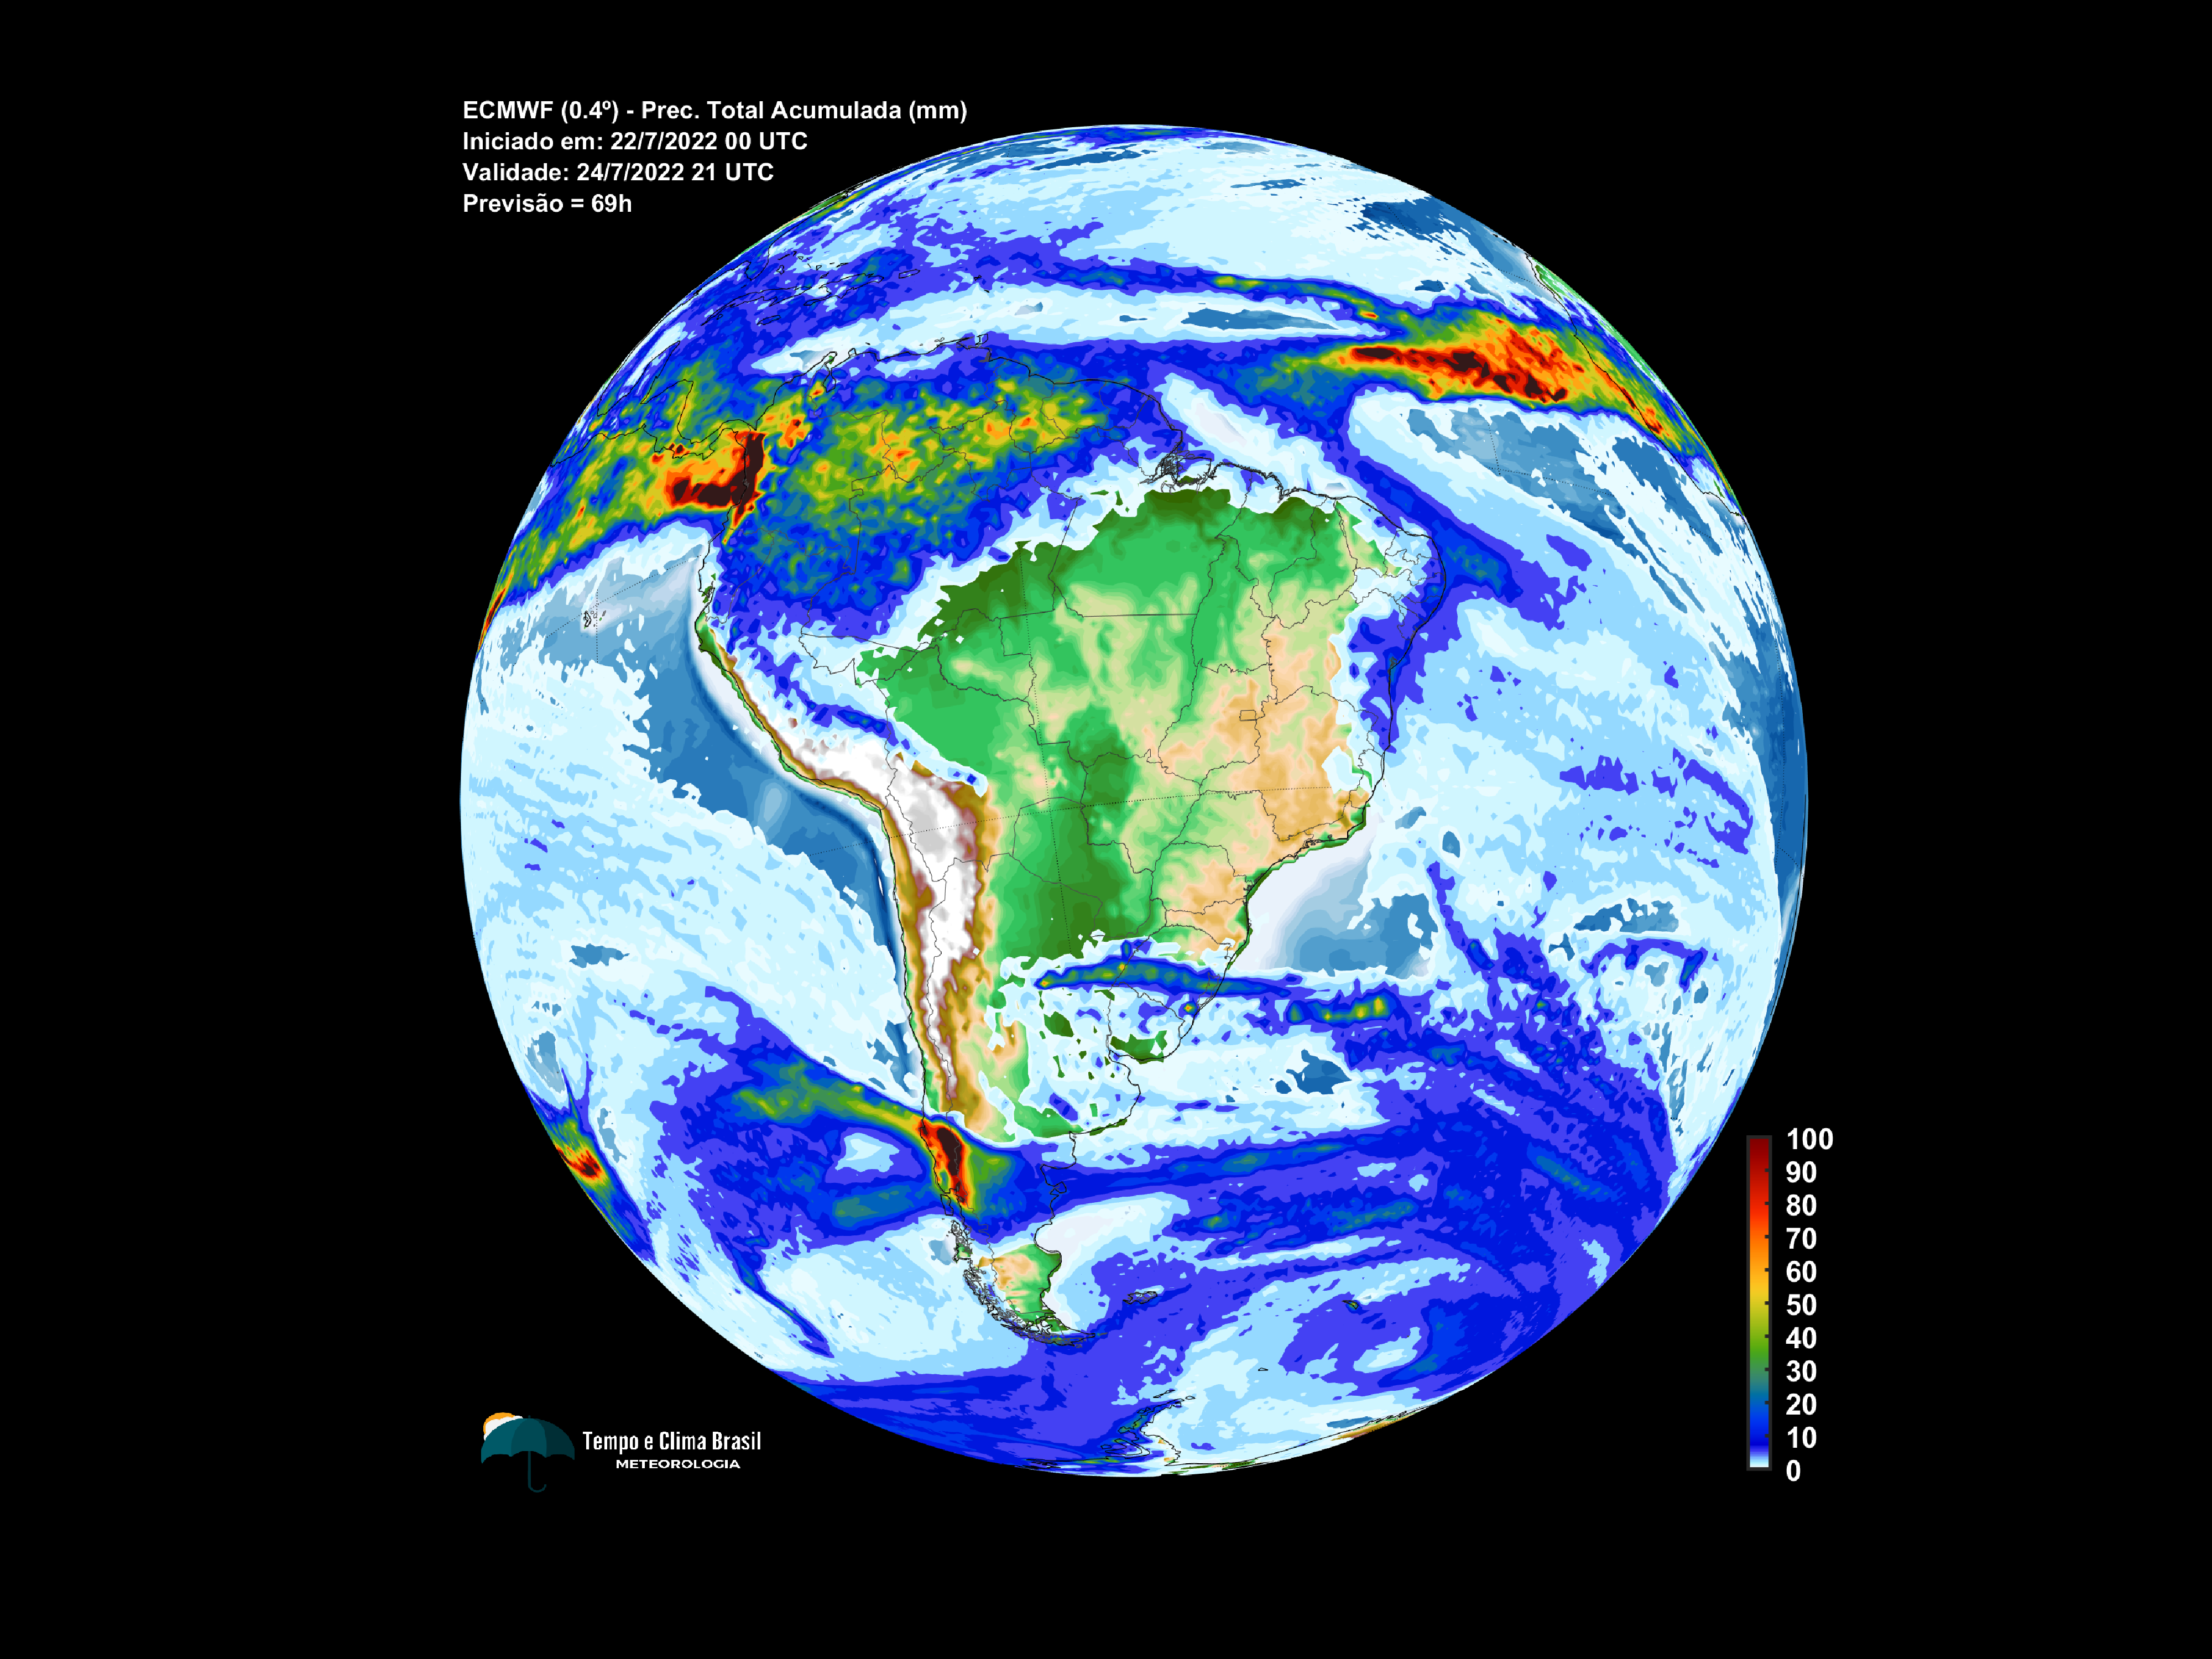 ECMWF (0.4º) - Prec. Total Acumulada (mm)
Iniciado em: 22/7/2022 00 UTC
Validade: 24/7/2022 21 UTC
Previsão = 69h
100
90
80
70
60
50
40
30
20
10
0
Tempo e Clima Brasil
METEOROLOGIA